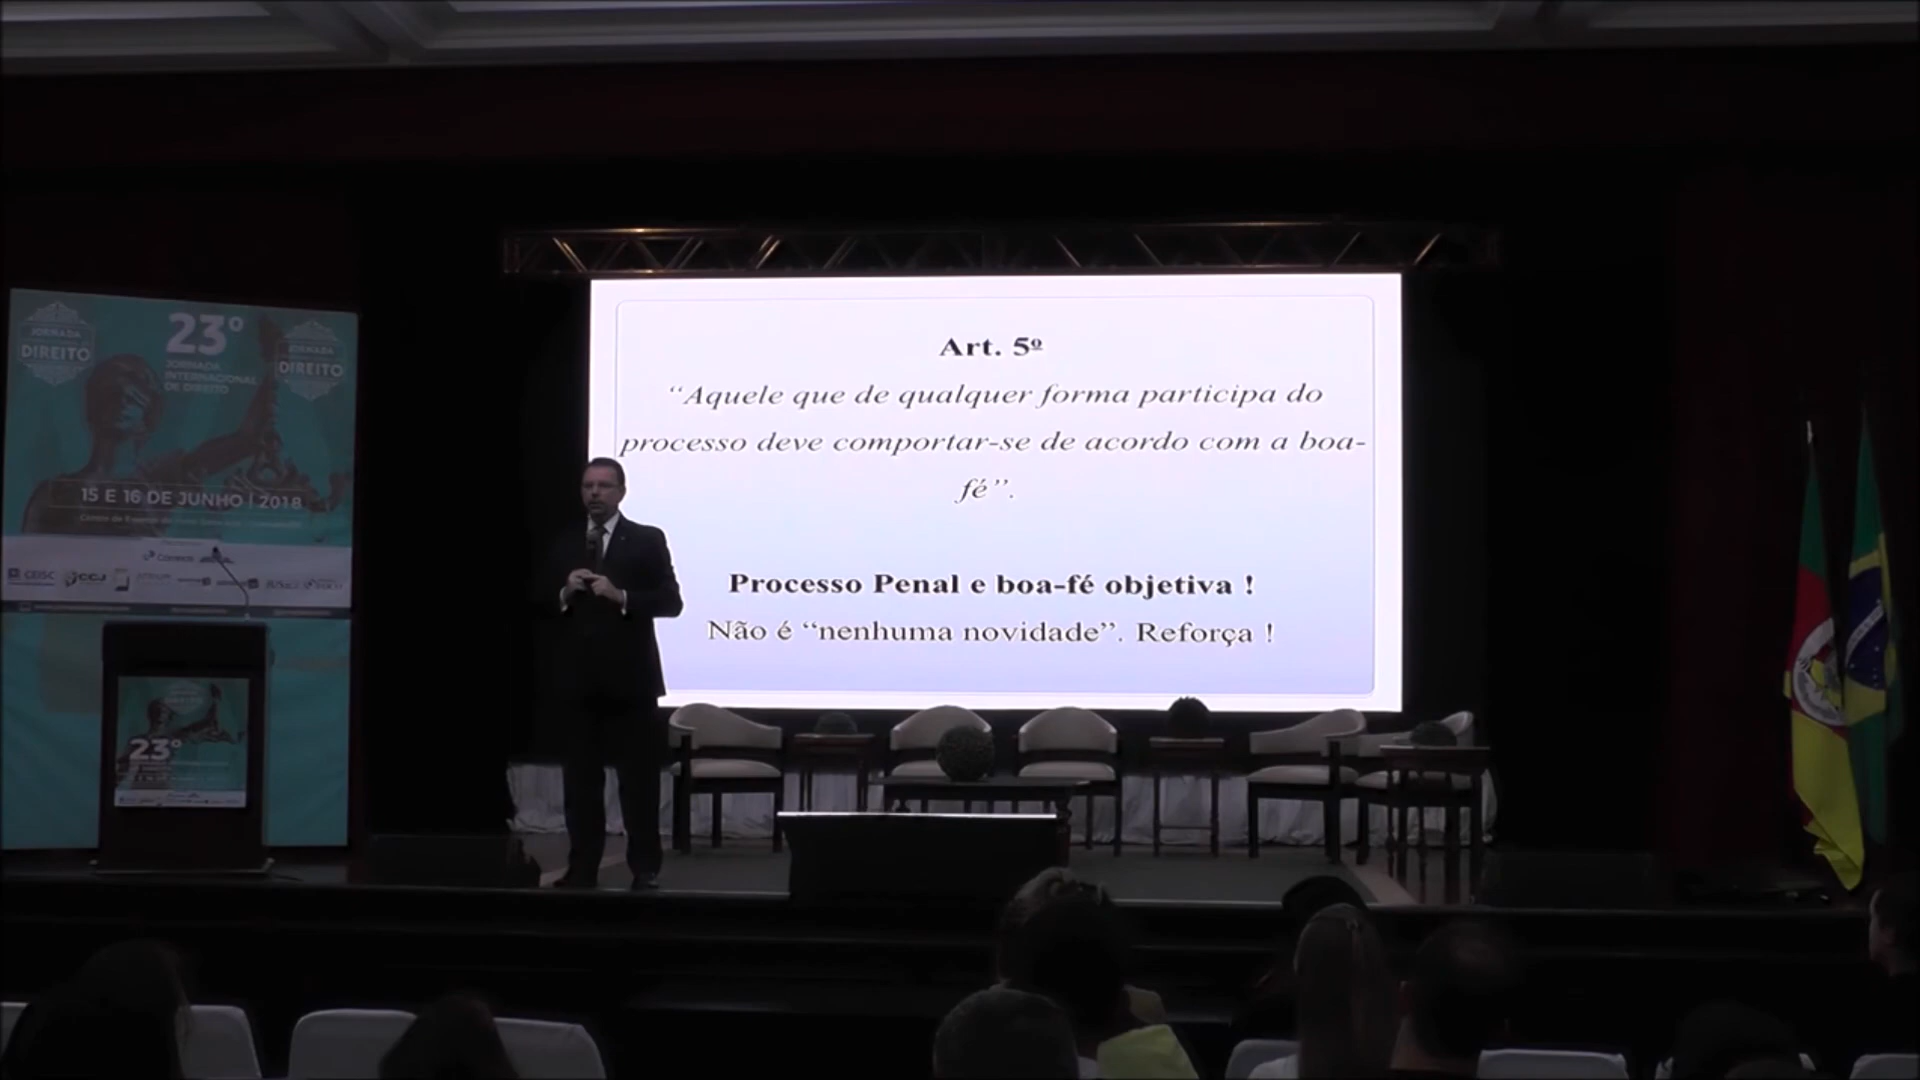 JORNADA
DIREITO
23º
JORNADA
INTERNACIONAL
DE DIREITO
JORNADA
DIREITO
15 E 16 DE JUNHO | 2018
CEISC
CCJ
23º
Art. 5º
“Aquele que de qualquer forma participa do
processo deve comportar-se de acordo com a boa-
fé”.
Processo Penal e boa-fé objetiva !
Não é “nenhuma novidade”. Reforça !